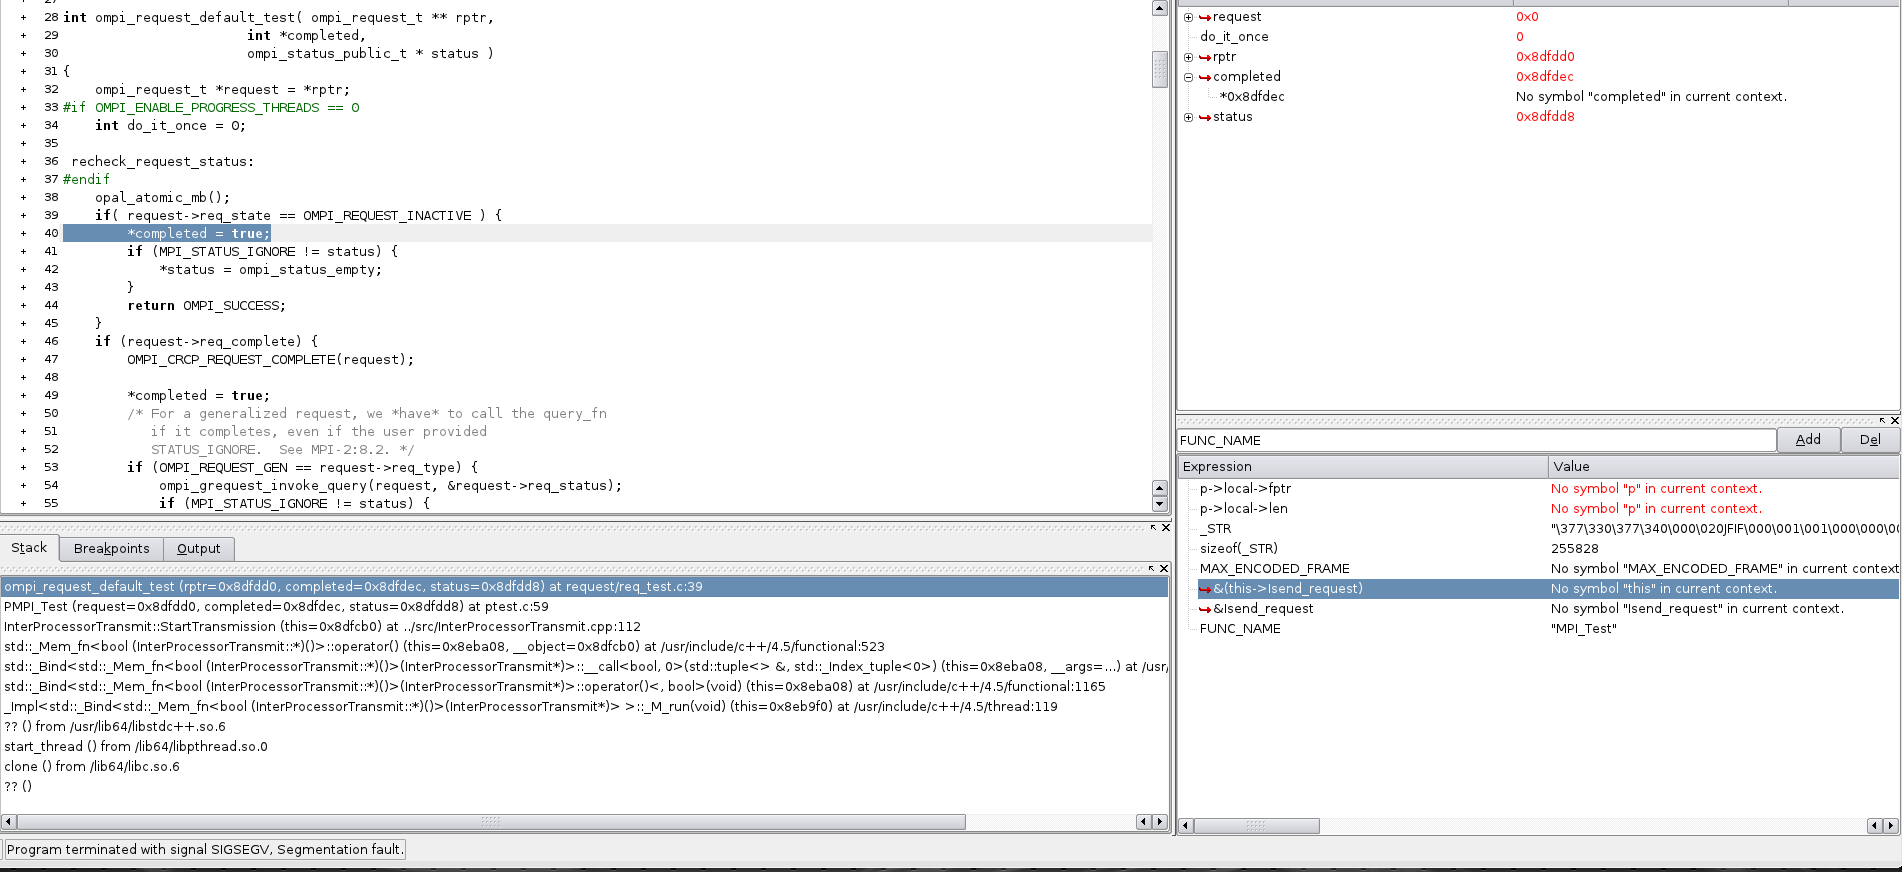 28 int ompi_request_default_test( ompi_request_t ** rptr,
29 int *completed,
30 ompi_status_public_t * status )
31 {
32 ompi_request_t *request = *rptr;
33 #if OMPI_ENABLE_PROGRESS_THREADS == 0
34 int do_it_once = 0;
35
36 recheck_request_status:
37 #endif
38 opal_atomic_mb();
39 if( request->req_state == OMPI_REQUEST_INACTIVE ) {
40 *completed = true;
41 if (MPI_STATUS_IGNORE != status) {
42 *status = ompi_status_empty;
43 }
44 return OMPI_SUCCESS;
45 }
46 if (request->req_complete) {
47 OMPI_CRCP_REQUEST_COMPLETE(request);
48
49 *completed = true;
50 /* For a generalized request, we *have* to call the query_fn
51 if it completes, even if the user provided
52 STATUS_IGNORE. See MPI-2:8.2. */
53 if (OMPI_REQUEST_GEN == request->req_type) {
54 ompi_grequest_invoke_query(request, &request->req_status);
55 if (MPI_STATUS_IGNORE != status) {
Stack Breakpoints Output
ompi_request_default_test (rptr=0x8dfdd0, completed=0x8dfdec, status=0x8dfdd8) at request/req_test.c:39
PMPI_Test (request=0x8dfdd0, completed=0x8dfdec, status=0x8dfdd8) at ptest.c:59
InterProcessorTransmit::StartTransmission (this=0x8dfcb0) at ../src/InterProcessorTransmit.cpp:112
std::_Mem_fn<bool (InterProcessorTransmit::*)()>::operator() (this=0x8eba08, __object=0x8dfcb0) at /usr/include/c++/4.5/functional:523
std::_Bind<std::_Mem_fn<bool (InterProcessorTransmit::*)()>(InterProcessorTransmit*)>::__call<bool, 0>(std::tuple<> &, std::_Index_tuple<0>) (this=0x8eba08, __args=...) at /usr/
std::_Bind<std::_Mem_fn<bool (InterProcessorTransmit::*)()>(InterProcessorTransmit*)>::operator()<, bool>(void) (this=0x8eba08) at /usr/include/c++/4.5/functional:1165
_Impl<std::_Bind<std::_Mem_fn<bool (InterProcessorTransmit::*)()>(InterProcessorTransmit*)> >::_M_run(void) (this=0x8eb9f0) at /usr/include/c++/4.5/thread:119
?? () from /usr/lib64/libstdc++.so.6
start_thread () from /lib64/libpthread.so.0
clone () from /lib64/libc.so.6
?? ()
Program terminated with signal SIGSEGV, Segmentation fault.
request 0x0
do_it_once 0
rptr 0x8dfdd0
completed 0x8dfdec
*0x8dfdec No symbol "completed" in current context.
status 0x8dfdd8
FUNC_NAME Add Del
Expression Value
p->local->fptr No symbol "p" in current context.
p->local->len No symbol "p" in current context.
_STR "\377\330\377\340\000\020JFIF\000\001\001\000\000\00
sizeof(_STR) 255828
MAX_ENCODED_FRAME No symbol "MAX_ENCODED_FRAME" in current context
&(this->Isend_request) No symbol "this" in current context.
&Isend_request No symbol "Isend_request" in current context.
FUNC_NAME "MPI_Test"